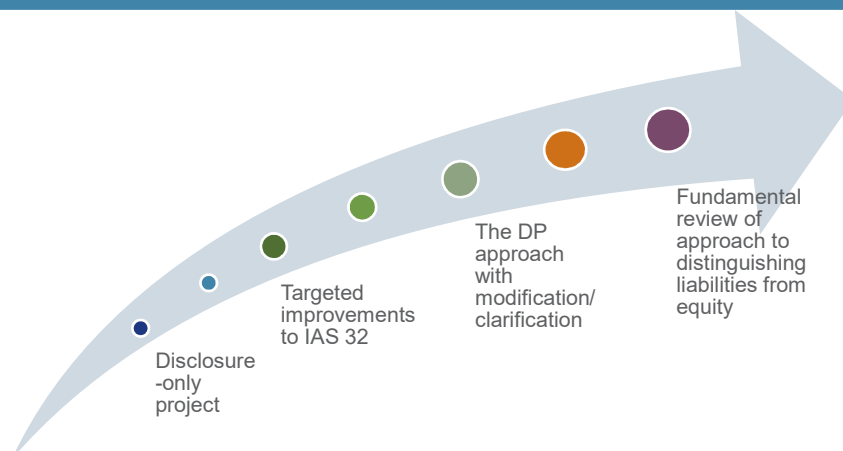 Disclosure
-only
project
Targeted
improvements
to IAS 32
The DP
approach
with
modification/
clarification
Fundamental
review of
approach to
distinguishing
liabilities from
equity